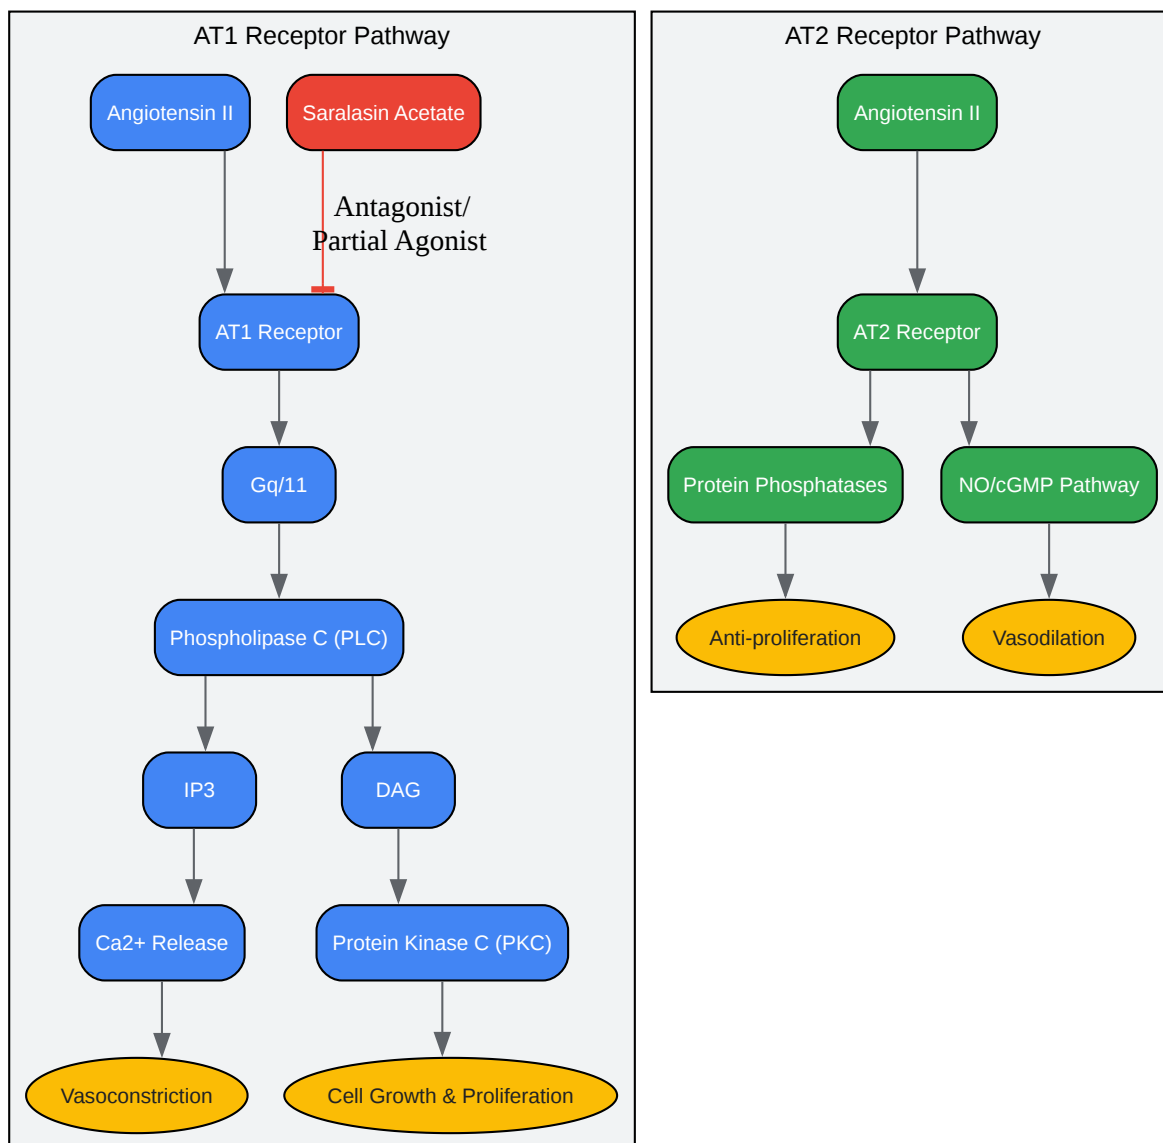 AT1 Receptor Pathway
Angiotensin II
Saralasin Acetate
Antagonist/
Partial Agonist
AT1 Receptor
Gq/11
Phospholipase C (PLC)
IP3
DAG
Ca2+ Release
Protein Kinase C (PKC)
Vasoconstriction
Cell Growth & Proliferation
AT2 Receptor Pathway
Angiotensin II
AT2 Receptor
Protein Phosphatases
NO/cGMP Pathway
Anti-proliferation
Vasodilation